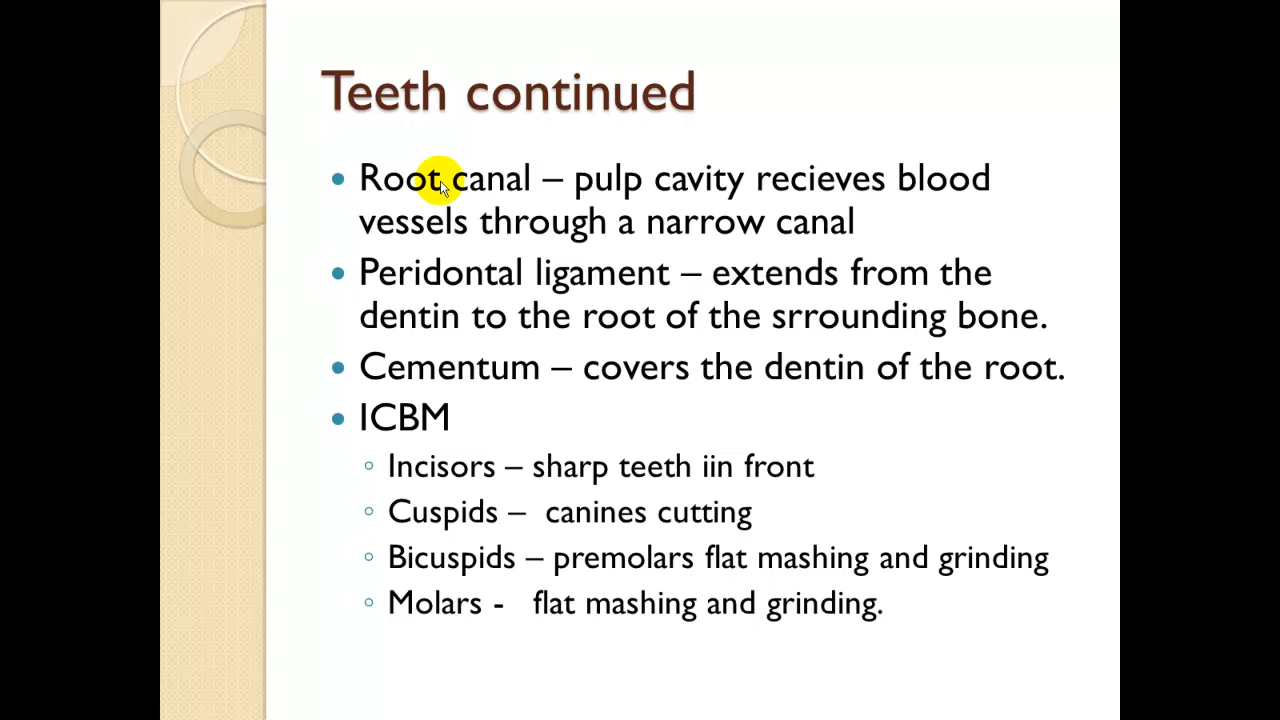 Teeth continued
• Root canal – pulp cavity recieves blood
vessels through a narrow canal
• Peridontal ligament – extends from the
dentin to the root of the srrounding bone.
• Cementum – covers the dentin of the root.
• ICBM
◦ Incisors – sharp teeth iin front
◦ Cuspids –  canines cutting
◦ Bicuspids – premolars flat mashing and grinding
◦ Molars -   flat mashing and grinding.